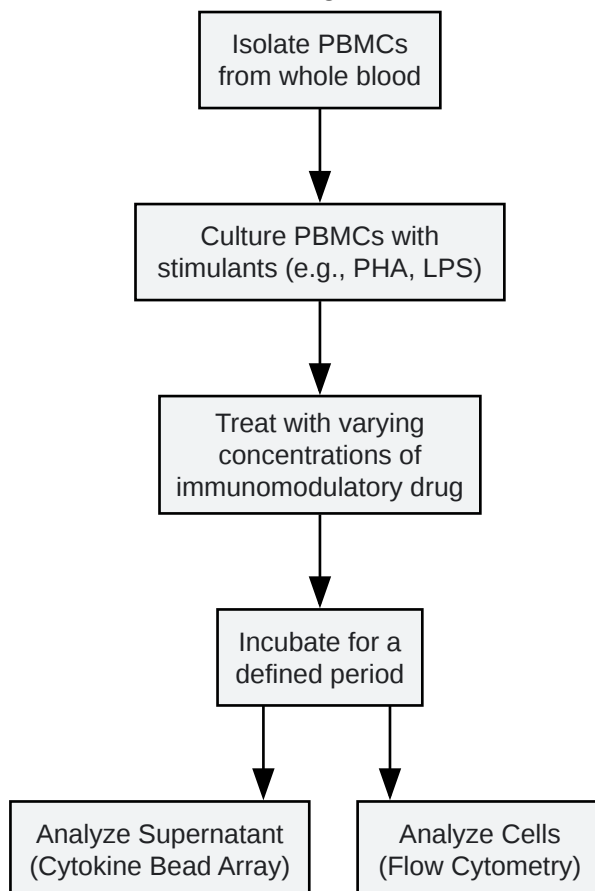 Isolate PBMCs
from whole blood
Culture PBMCs with
stimulants (e.g., PHA, LPS)
Treat with varying
concentrations of
immunomodulatory drug
Incubate for a
defined period
Analyze Supernatant
(Cytokine Bead Array)
Analyze Cells
(Flow Cytometry)